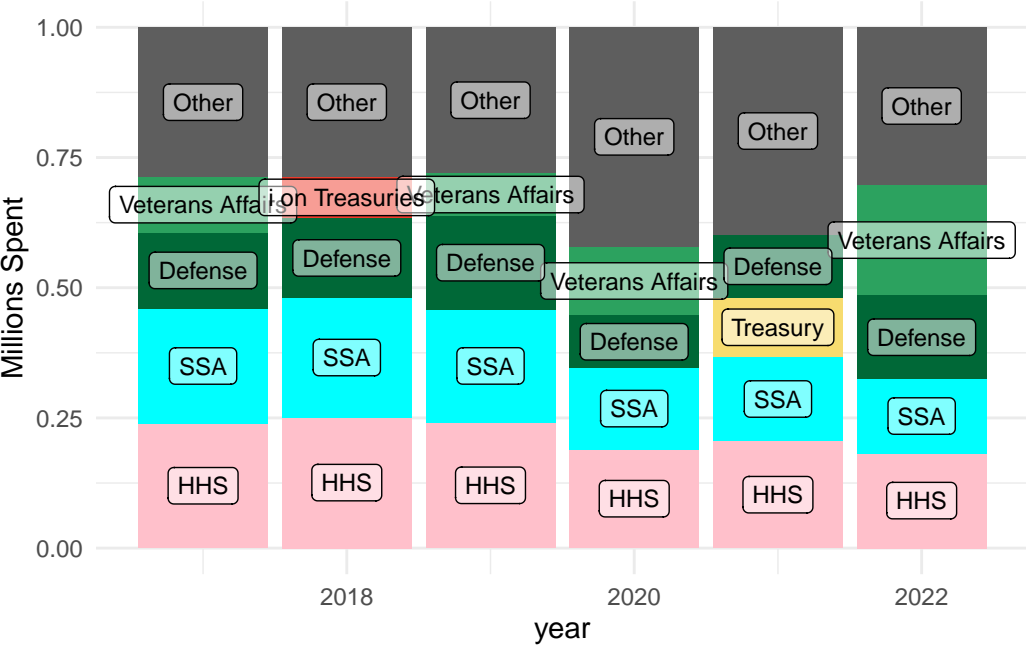 Millions Spent
1.00
0.75
0.50
0.25
0.00
Other
Veterans Affairs
Defense
SSA
HHS
Other
on Treasuries
Defense
SSA
HHS
Other
Veterans Affairs
Defense
SSA
HHS
Other
Veterans Affairs
Defense
SSA
HHS
Other
Defense
Treasury
SSA
HHS
Other
Veterans Affairs
Defense
SSA
HHS
2018
2020
2022
year